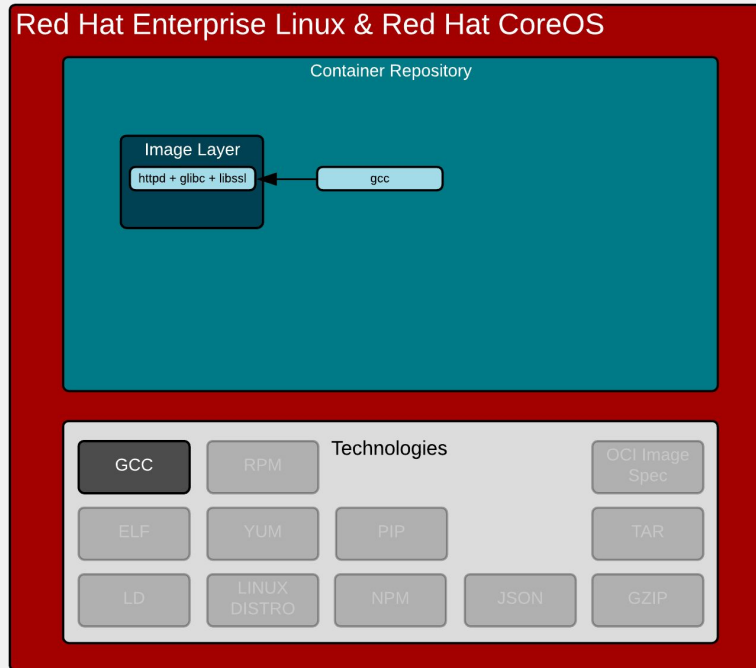 Red Hat Enterprise Linux & Red Hat CoreOS
Container Repository
Image Layer
httpd + glibc + libssl
gcc
Technologies
GCC
RPM
OCI Image
Spec
ELF
YUM
PIP
TAR
LD
LINUX
DISTRO
NPM
JSON
GZIP